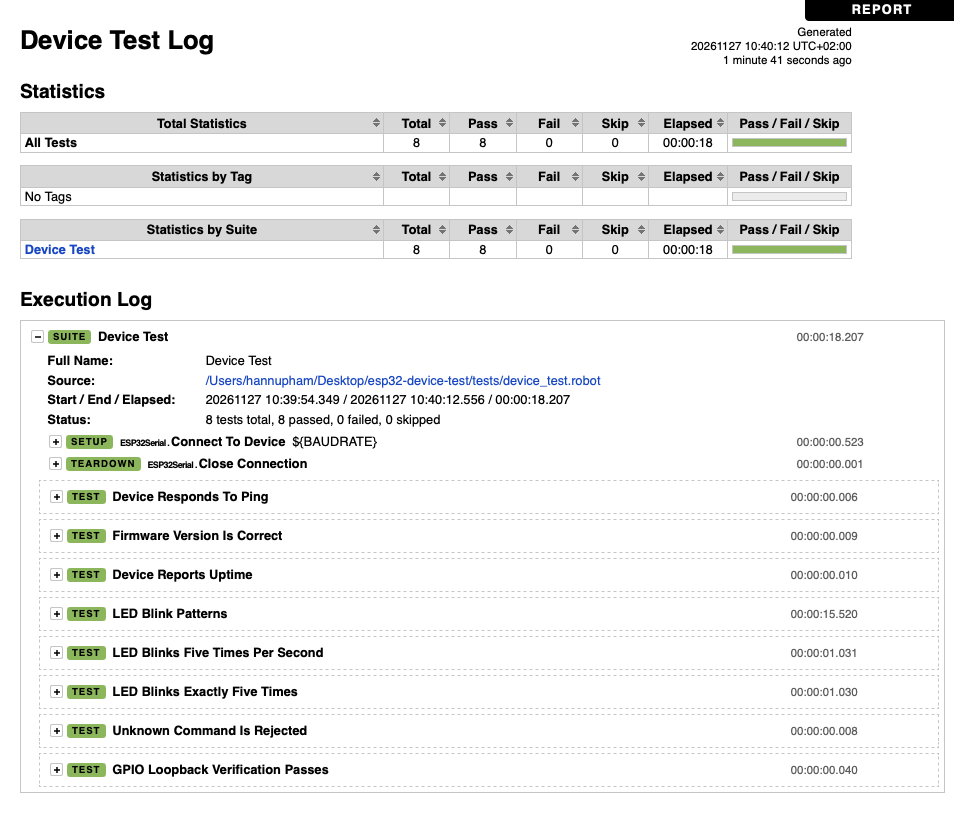 REPORT
Device Test Log
Generated
20261127 10:40:12 UTC+02:00
1 minute 41 seconds ago
Statistics
Total Statistics Total Pass Fail Skip Elapsed Pass / Fail / Skip
All Tests 8 8 0 0 00:00:18
Statistics by Tag Total Pass Fail Skip Elapsed Pass / Fail / Skip
No Tags
Statistics by Suite Total Pass Fail Skip Elapsed Pass / Fail / Skip
Device Test 8 8 0 0 00:00:18
Execution Log
SUITE Device Test 00:00:18.207
Full Name: Device Test
Source: /Users/hannupham/Desktop/esp32-device-test/tests/device_test.robot
Start / End / Elapsed: 20261127 10:39:54.349 / 20261127 10:40:12.556 / 00:00:18.207
Status: 8 tests total, 8 passed, 0 failed, 0 skipped
SETUP ESP32Serial.Connect To Device ${BAUDRATE} 00:00:00.523
TEARDOWN ESP32Serial.Close Connection 00:00:00.001
TEST Device Responds To Ping 00:00:00.006
TEST Firmware Version Is Correct 00:00:00.009
TEST Device Reports Uptime 00:00:00.010
TEST LED Blink Patterns 00:00:15.520
TEST LED Blinks Five Times Per Second 00:00:01.031
TEST LED Blinks Exactly Five Times 00:00:01.030
TEST Unknown Command Is Rejected 00:00:00.008
TEST GPIO Loopback Verification Passes 00:00:00.040